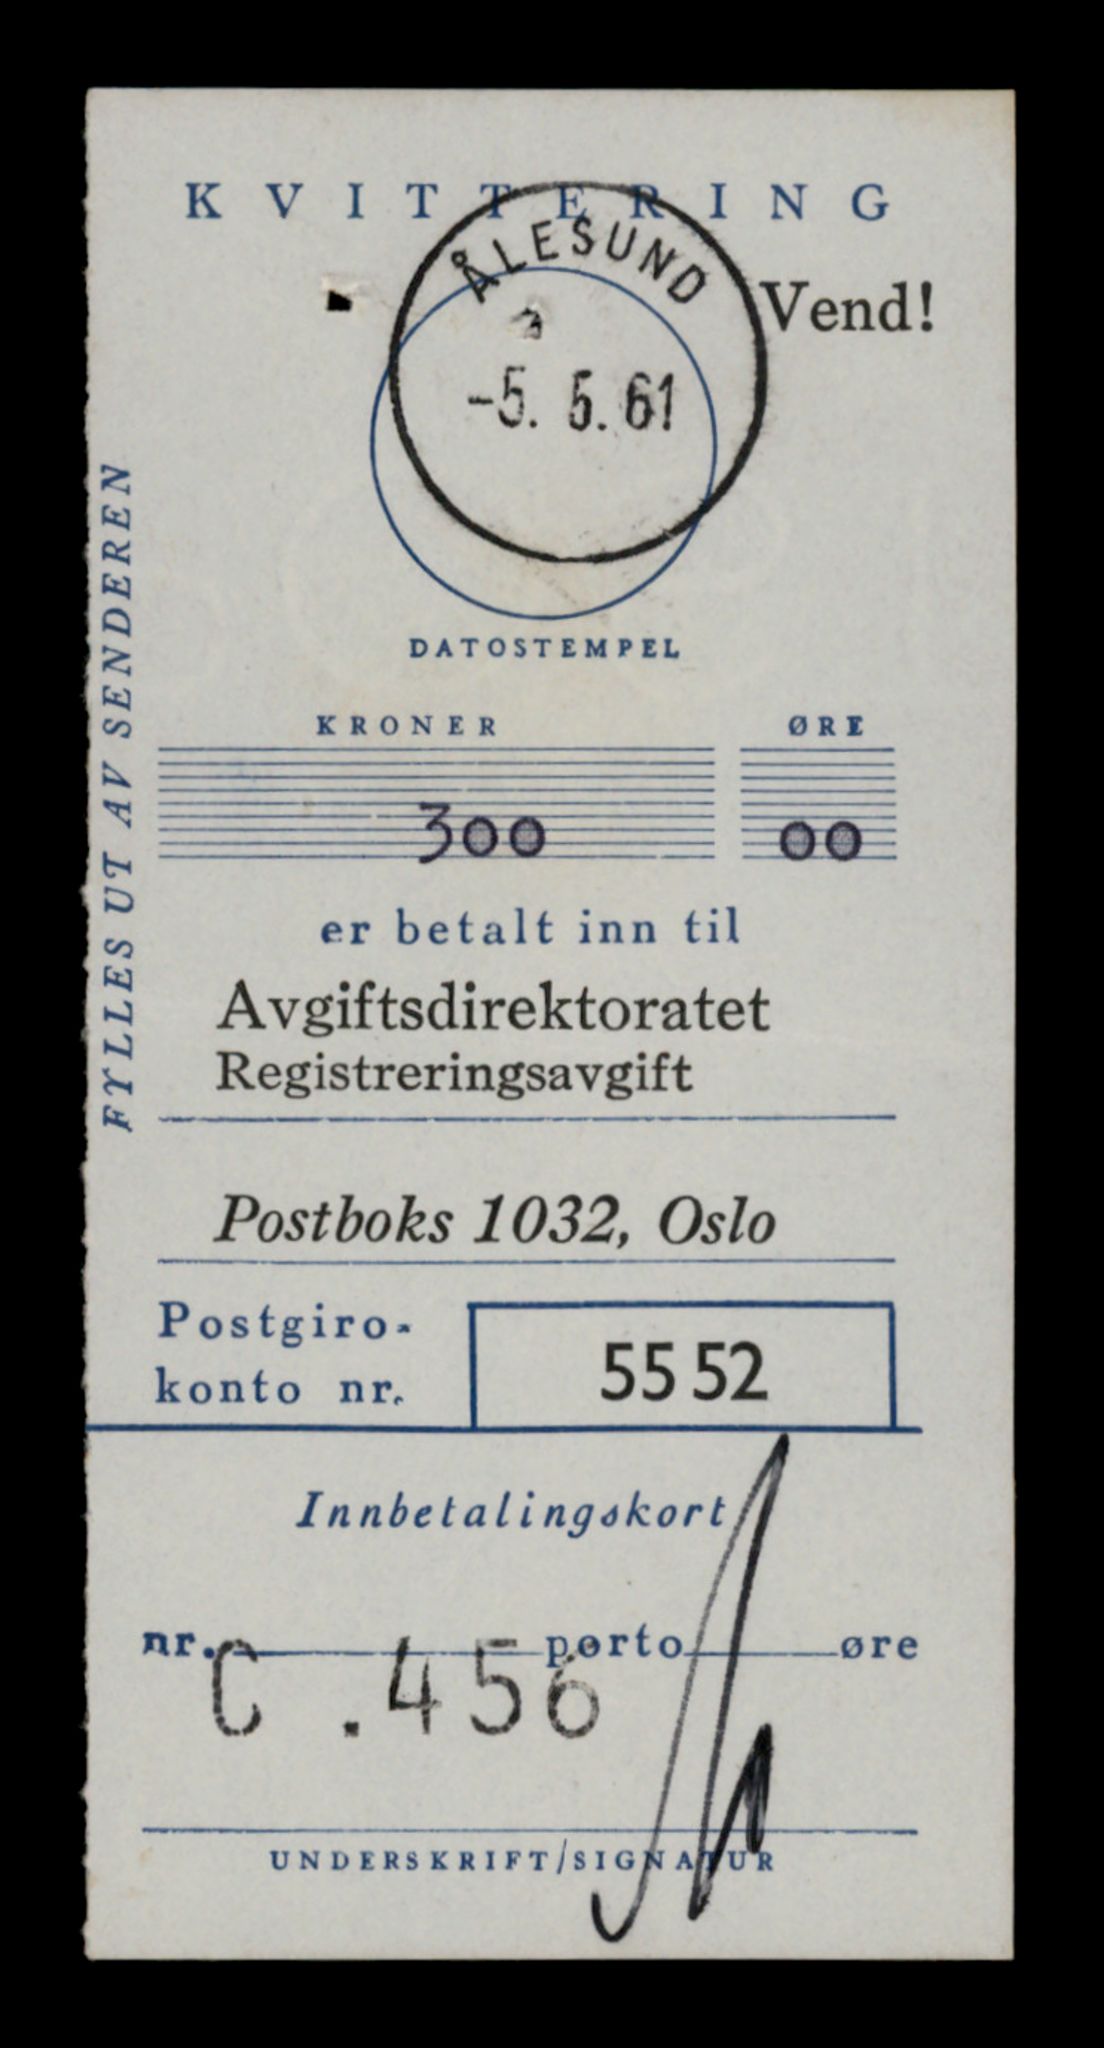 KVITTERING
ÅLESUND
Vend!
-5. 5. 61
DATOSTEMPEL
FYLLES UT AV SENDEREN
KRONER ØRE
300 00
er betalt inn til
Avgiftsdirektoratet
Registreringsavgift
Postboks 1032, Oslo
Postgiro-
konto nr.
55 52
Innbetalingskort
nr. porto øre
C .456
UNDERSKRIFT/SIGNATUR